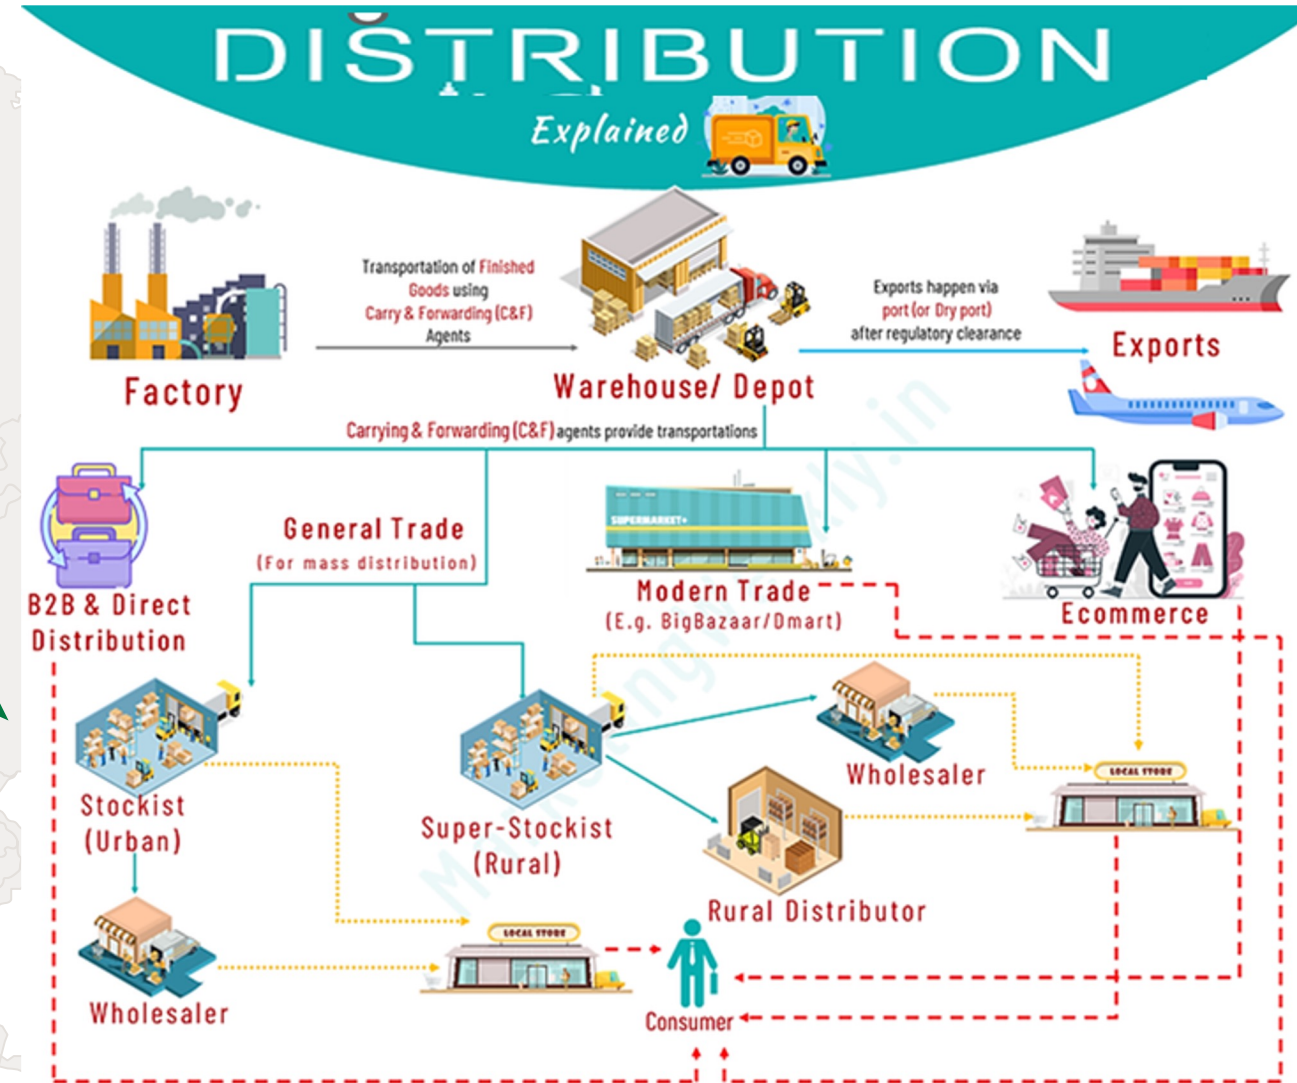 DISTRIBUTION
Explained
Transportation of Finished
Goods using
Carry & Forwarding (C&F)
Agents
Exports happen via
port (or Dry port)
after regulatory clearance
Factory
Warehouse/ Depot
Exports
Carrying & Forwarding (C&F) agents provide transportations
General Trade
(For mass distribution)
SUPERMARKET+
B2B & Direct
Distribution
Modern Trade
(E.g. BigBazaar/Dmart)
Ecommerce
Stockist
(Urban)
Super-Stockist
(Rural)
Wholesaler
LOCAL STORE
Rural Distributor
Wholesaler
LOCAL STORE
Consumer